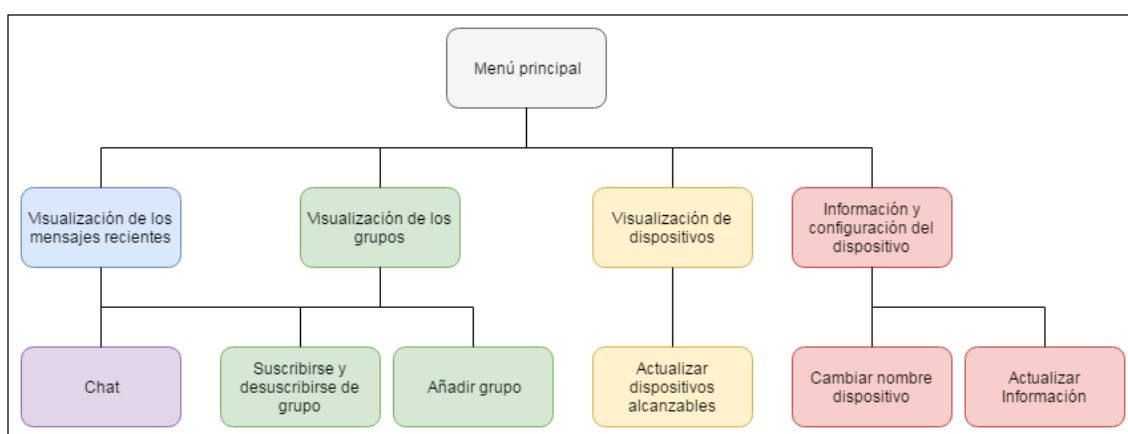 Menú principal
Visualización de los
mensajes recientes
Visualización de los
grupos
Visualización de
dispositivos
Información y
configuración del
dispositivo
Chat
Suscribirse y
desuscribirse de
grupo
Añadir grupo
Actualizar
dispositivos
alcanzables
Cambiar nombre
dispositivo
Actualizar
Información